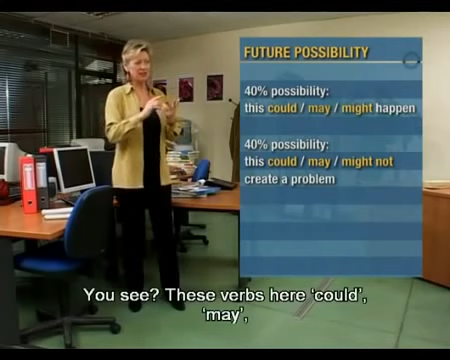 FUTURE POSSIBILITY
40% possibility:
this could / may / might happen
40% possibility:
this could / may / might not
create a problem
You see? These verbs here ‘could’,
‘may’,